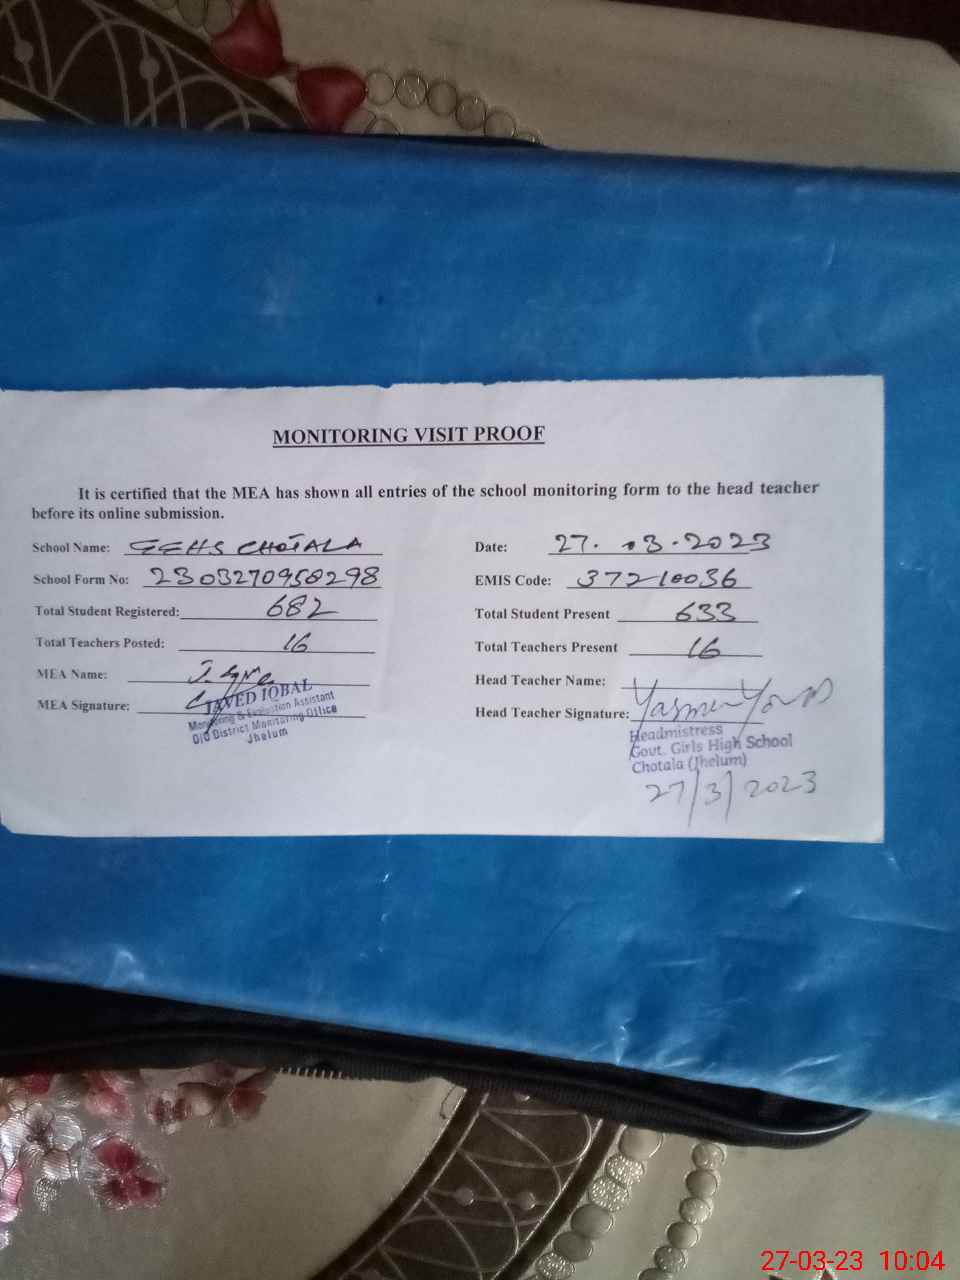 MONITORING VISIT PROOF
It is certified that the MEA has shown all entries of the school monitoring form to the head teacher
before its online submission.
School Name: GGHS CHOTALA
Date: 27.03.2023
School Form No:
EMIS Code: 37210036
Total Student Registered: 682
Total Student Present 633
Total Teachers Posted: 16
Total Teachers Present 16
MEA Name:
Head Teacher Name:
MEA Signature:
JAVED IQBAL
Monitoring & Evaluation Assistant
O/O District Monitoring Office
Jhelum
Head Teacher Signature:
Headmistress
Govt. Girls High School
Chotala (Jhelum)
27/3/2023
27-03-23 10:04